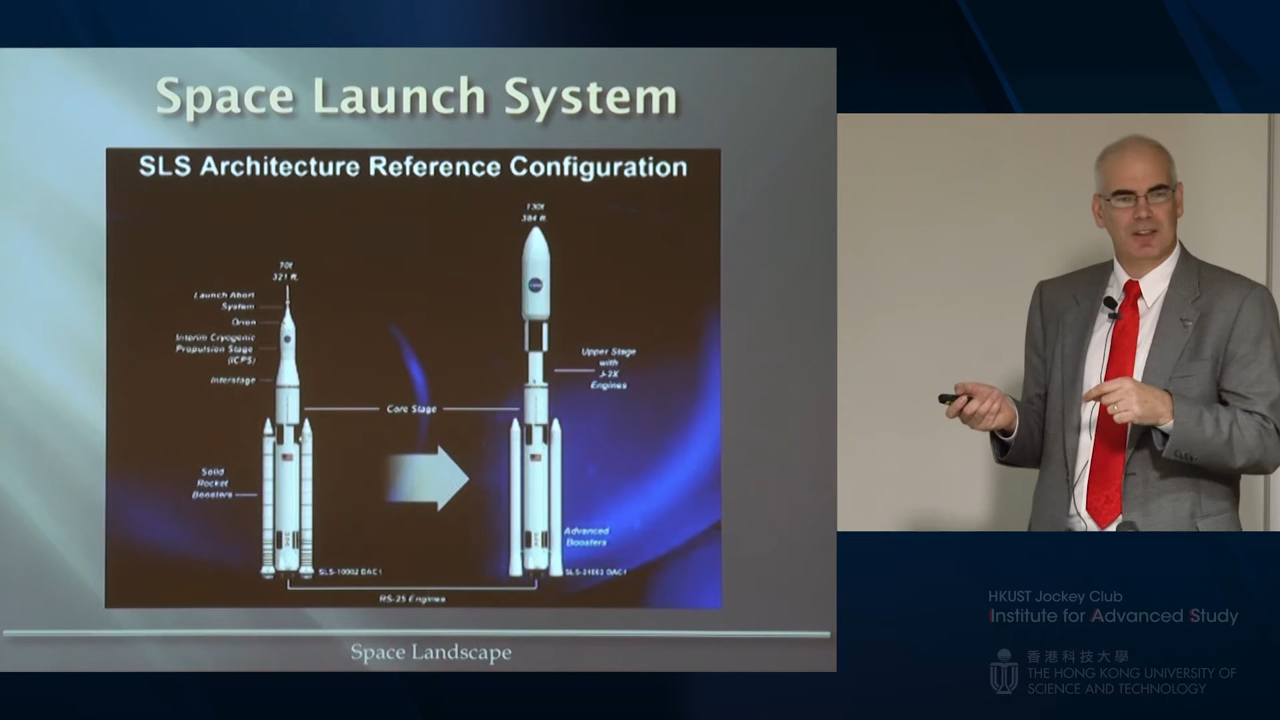 Space Launch System
SLS Architecture Reference Configuration
70t
321 ft.
130t
384 ft.
Launch Abort
System
Orion
Interim Cryogenic
Propulsion Stage
(ICPS)
Interstage
Core Stage
Upper Stage
with
J-2X
Engines
Solid
Rocket
Boosters
Advanced
Boosters
SLS-10002 DAC1
RS-25 Engines
Space Landscape
HKUST Jockey Club
Institute for Advanced Study
香港科技大學
THE HONG KONG UNIVERSITY OF
SCIENCE AND TECHNOLOGY